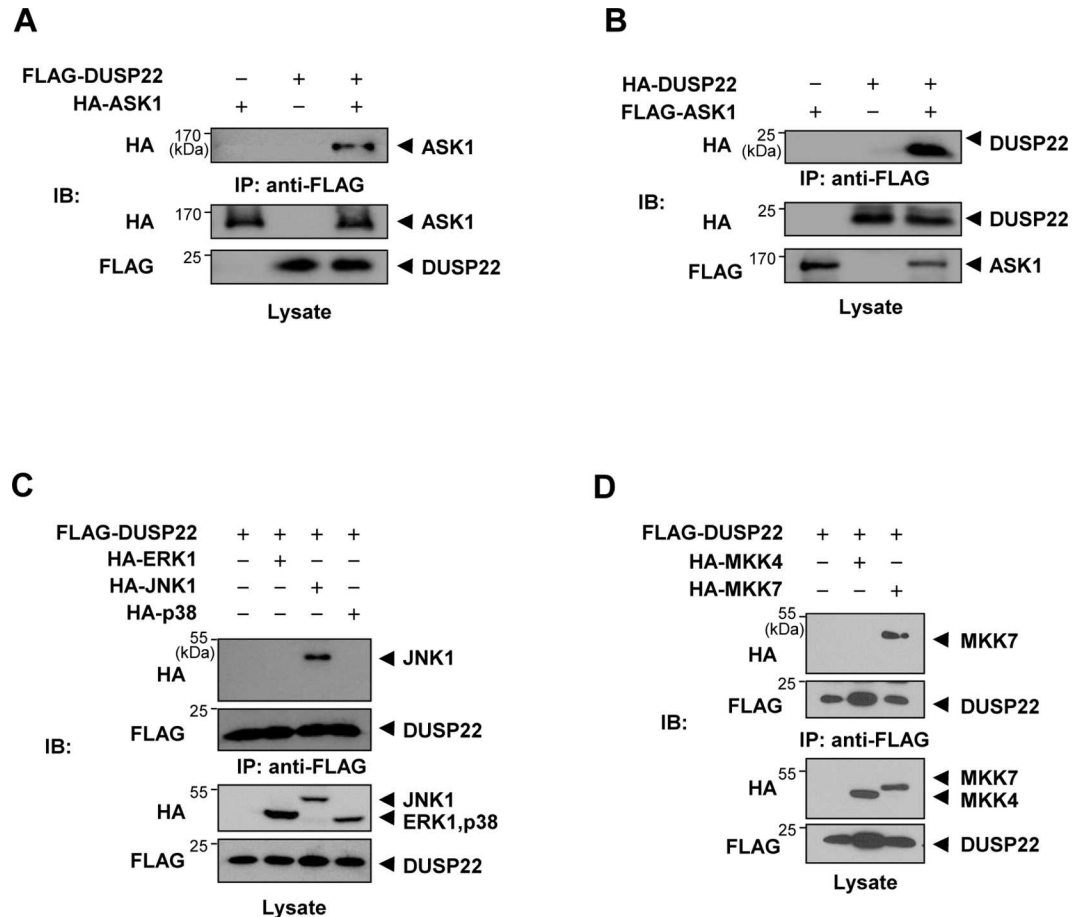 A
FLAG-DUSP22 – + +
HA-ASK1 + – +
HA 170 (kDa) ASK1
IP: anti-FLAG
IB:
HA 170 ASK1
FLAG 25 DUSP22
Lysate
B
HA-DUSP22 – + +
FLAG-ASK1 + – +
HA 25 (kDa) DUSP22
IP: anti-FLAG
IB:
HA 25 DUSP22
FLAG 170 ASK1
Lysate
C
FLAG-DUSP22 + + + +
HA-ERK1 – + – –
HA-JNK1 – – + –
HA-p38 – – – +
55 (kDa)
HA JNK1
25
FLAG DUSP22
IB:
IP: anti-FLAG
55
HA JNK1
ERK1,p38
25
FLAG DUSP22
Lysate
D
FLAG-DUSP22 + + +
HA-MKK4 – + –
HA-MKK7 – – +
55 (kDa)
HA MKK7
25
FLAG DUSP22
IB:
IP: anti-FLAG
55 MKK7
HA MKK4
25
FLAG DUSP22
Lysate